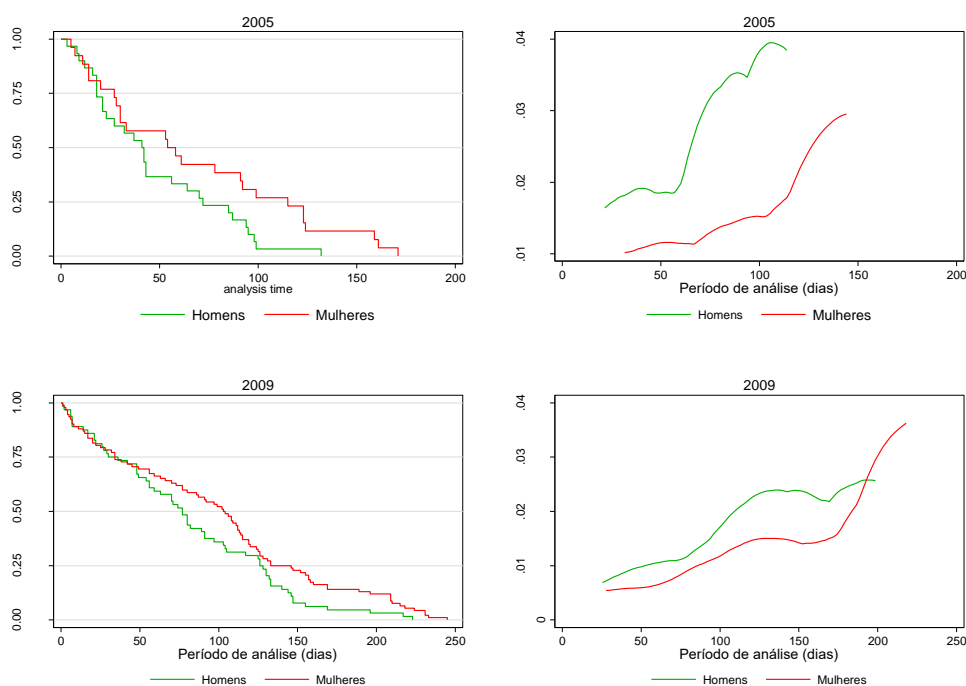 2005
1.00
0.75
0.50
0.25
0.00
0 50 100 150 200
analysis time
Homens Mulheres
2005
.04
.03
.02
.01
0 50 100 150 200
Período de análise (dias)
Homens Mulheres
2009
1.00
0.75
0.50
0.25
0.00
0 50 100 150 200 250
Período de análise (dias)
Homens Mulheres
2009
.04
.03
.02
.01
0
0 50 100 150 200 250
Período de análise (dias)
Homens Mulheres